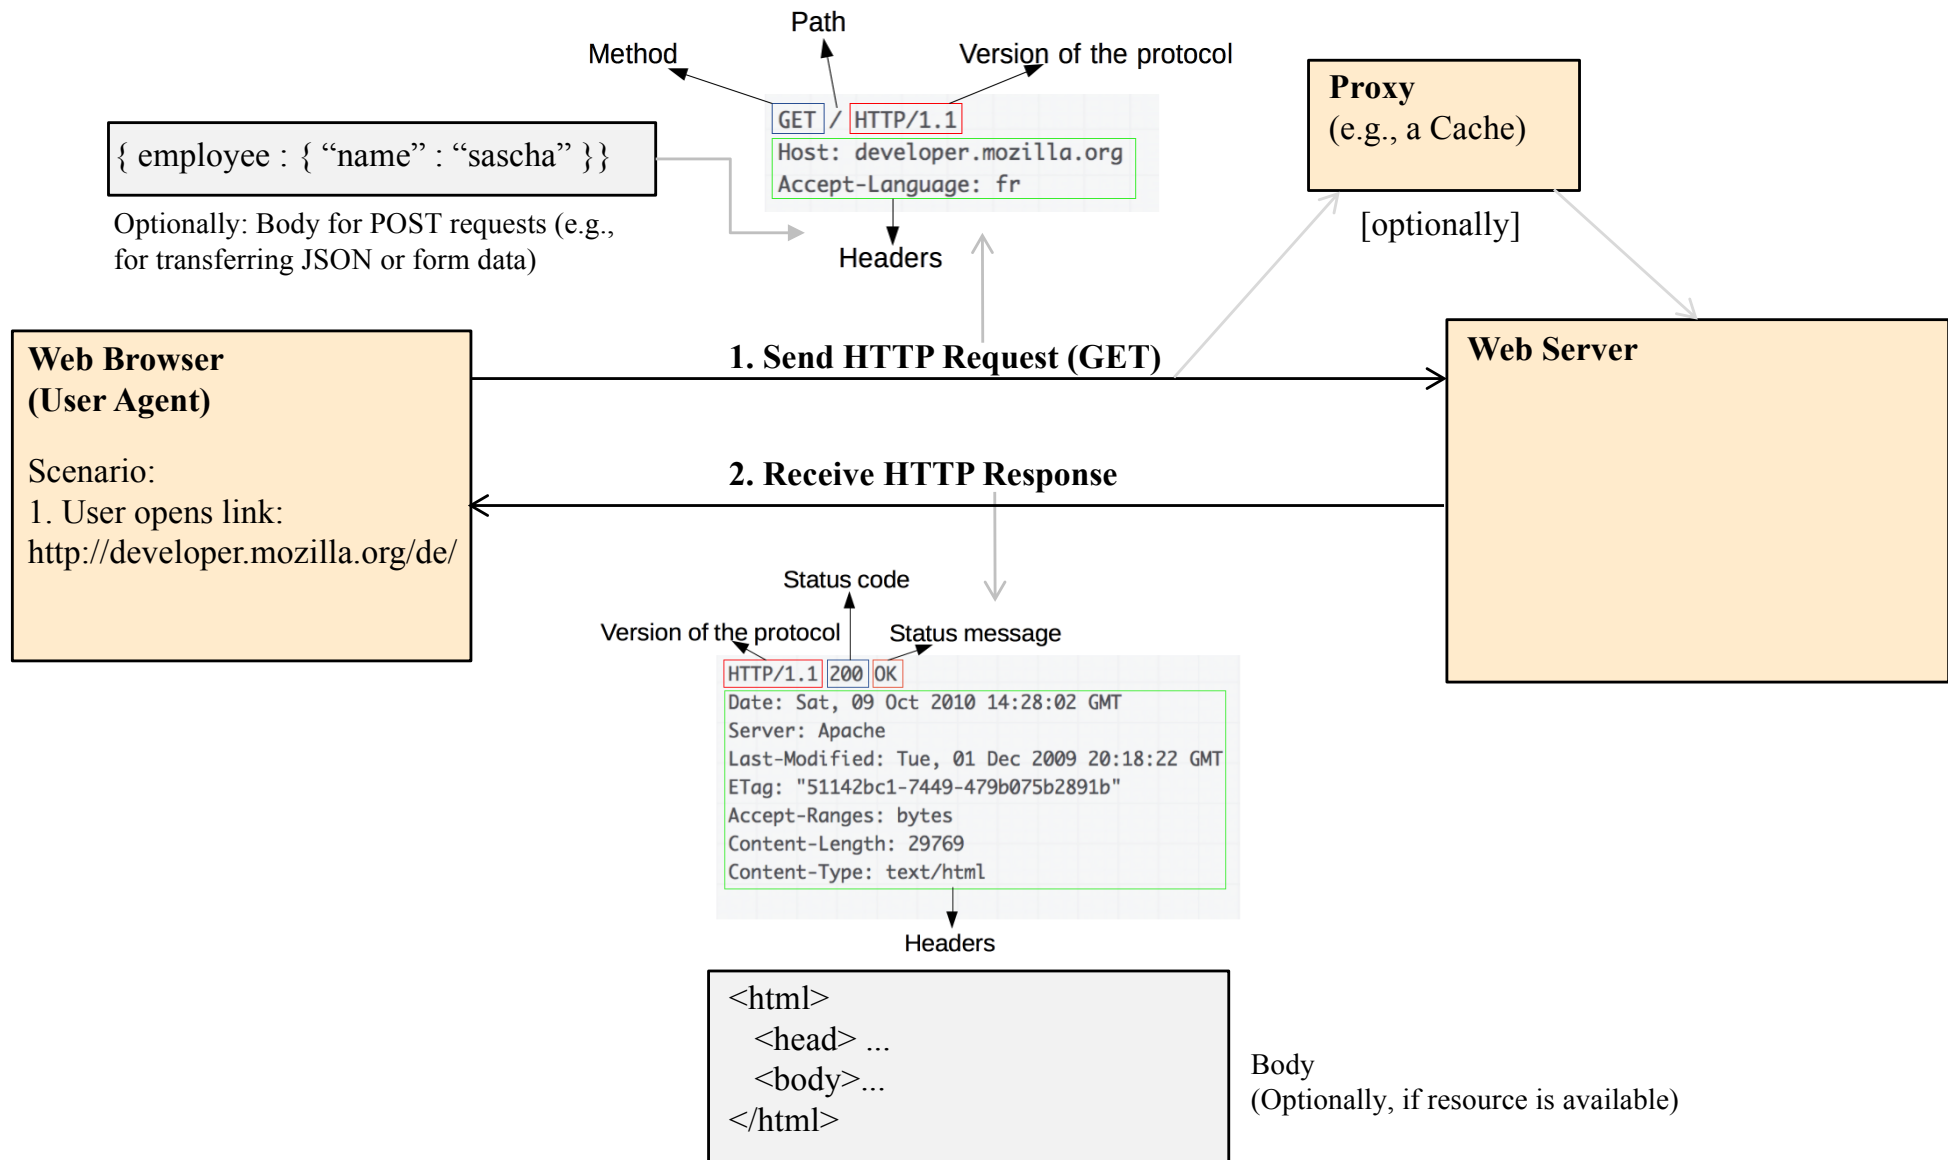 Path
Method
Version of the protocol
GET / HTTP/1.1
Host: developer.mozilla.org
Accept-Language: fr
Headers
{ employee : { “name” : “sascha” }}
Optionally: Body for POST requests (e.g.,
for transferring JSON or form data)
Proxy
(e.g., a Cache)
[optionally]
Web Browser
(User Agent)
Scenario:
1. User opens link:
http://developer.mozilla.org/de/
1. Send HTTP Request (GET)
2. Receive HTTP Response
Web Server
Status code
Version of the protocol
Status message
HTTP/1.1 200 OK
Date: Sat, 09 Oct 2010 14:28:02 GMT
Server: Apache
Last-Modified: Tue, 01 Dec 2009 20:18:22 GMT
ETag: "51142bc1-7449-479b075b2891b"
Accept-Ranges: bytes
Content-Length: 29769
Content-Type: text/html
Headers
<html>
<head> ...
<body>...
</html>
Body
(Optionally, if resource is available)